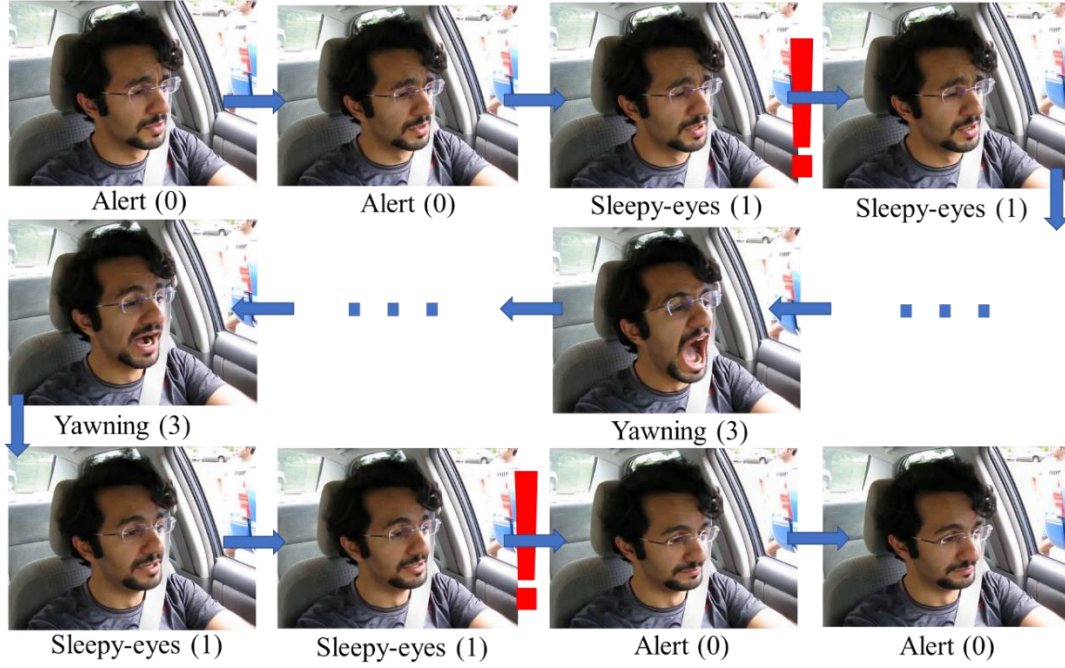 Alert (0)
Alert (0)
Sleepy-eyes (1)
Sleepy-eyes (1)
Yawning (3)
Yawning (3)
Sleepy-eyes (1)
Sleepy-eyes (1)
Alert (0)
Alert (0)